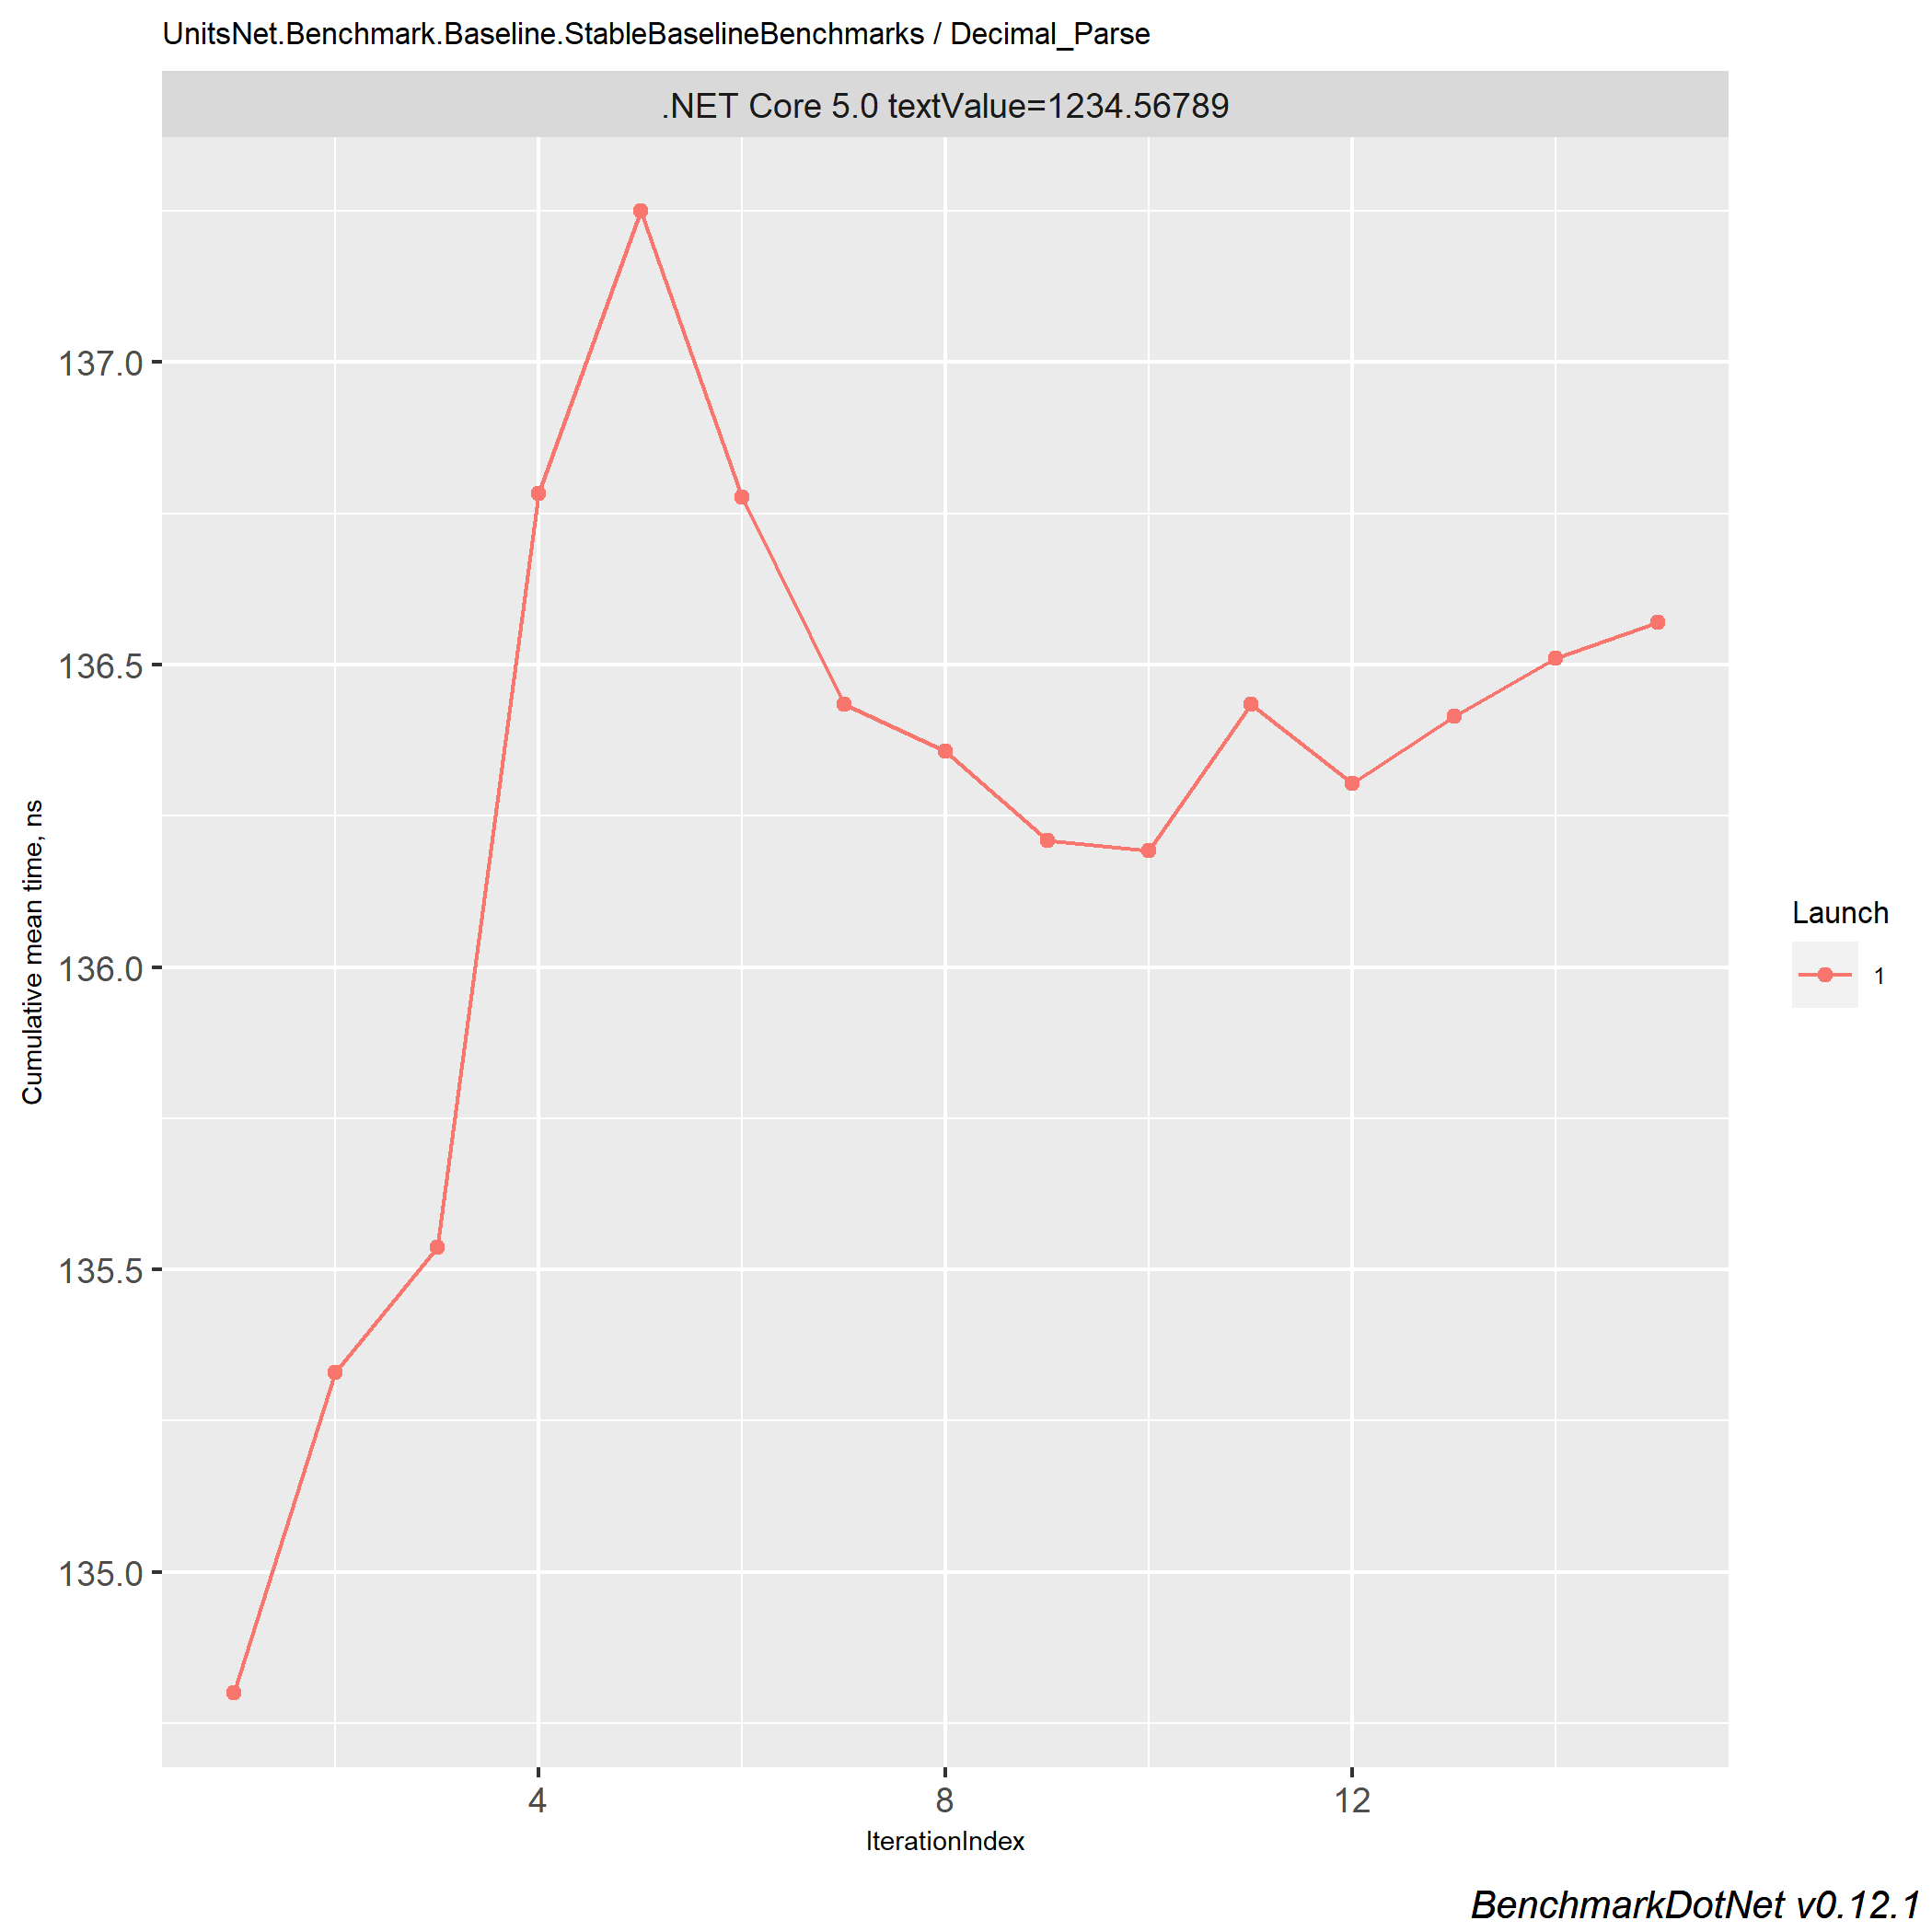 UnitsNet.Benchmark.Baseline.StableBaselineBenchmarks / Decimal_Parse
.NET Core 5.0 textValue=1234.56789
137.0
136.5
136.0
135.5
135.0
Cumulative mean time, ns
4 8 12
IterationIndex
Launch
1
BenchmarkDotNet v0.12.1